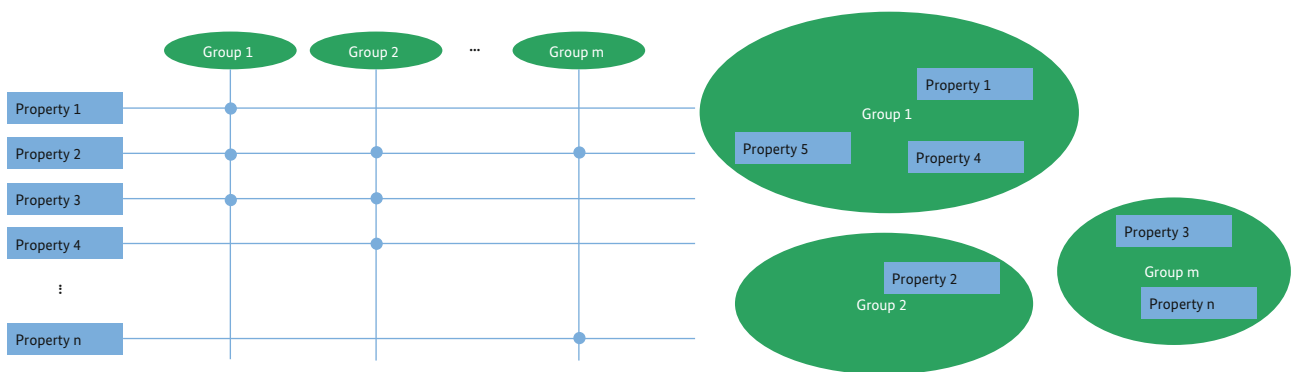 Group 1
Group 2
...
Group m
Property 1
Property 2
Property 3
Property 4
⋮
Property n
Property 1
Group 1
Property 5
Property 4
Property 2
Group 2
Property 3
Group m
Property n